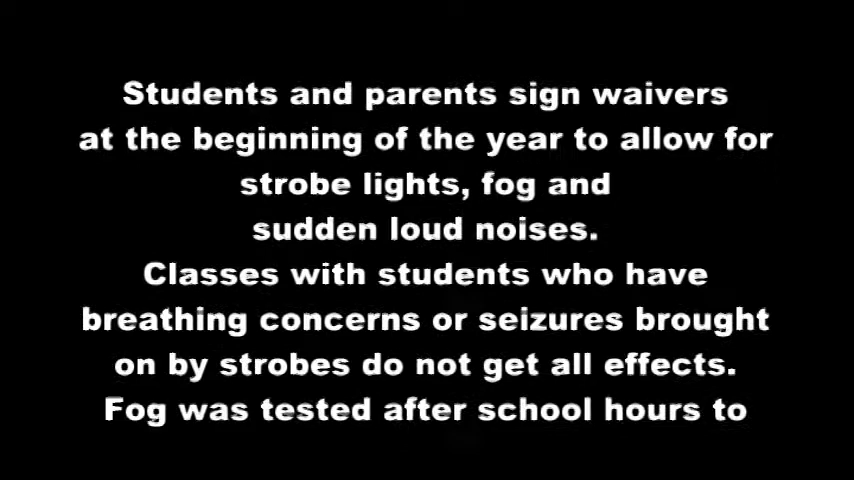 Students and parents sign waivers
at the beginning of the year to allow for
strobe lights, fog and
sudden loud noises.
Classes with students who have
breathing concerns or seizures brought
on by strobes do not get all effects.
Fog was tested after school hours to